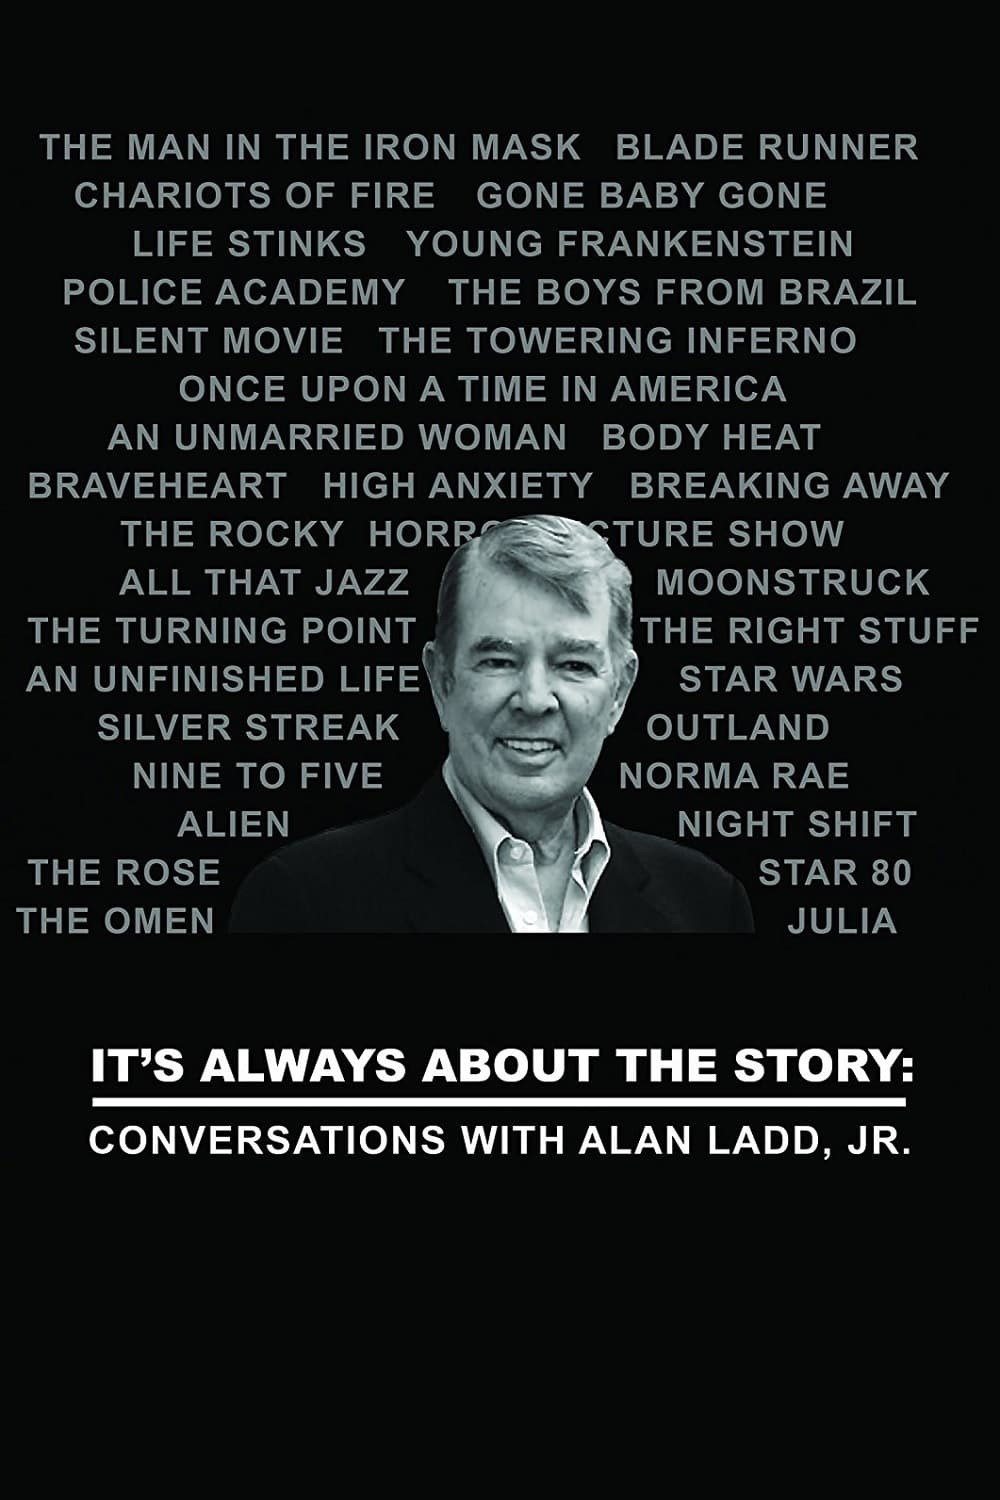 THE MAN IN THE IRON MASK BLADE RUNNER
CHARIOTS OF FIRE GONE BABY GONE
LIFE STINKS YOUNG FRANKENSTEIN
POLICE ACADEMY THE BOYS FROM BRAZIL
SILENT MOVIE THE TOWERING INFERNO
ONCE UPON A TIME IN AMERICA
AN UNMARRIED WOMAN BODY HEAT
BRAVEHEART HIGH ANXIETY BREAKING AWAY
THE ROCKY HORR CTURE SHOW
ALL THAT JAZZ MOONSTRUCK
THE TURNING POINT THE RIGHT STUFF
AN UNFINISHED LIFE STAR WARS
SILVER STREAK OUTLAND
NINE TO FIVE NORMA RAE
ALIEN NIGHT SHIFT
THE ROSE STAR 80
THE OMEN JULIA
IT'S ALWAYS ABOUT THE STORY:
CONVERSATIONS WITH ALAN LADD, JR.